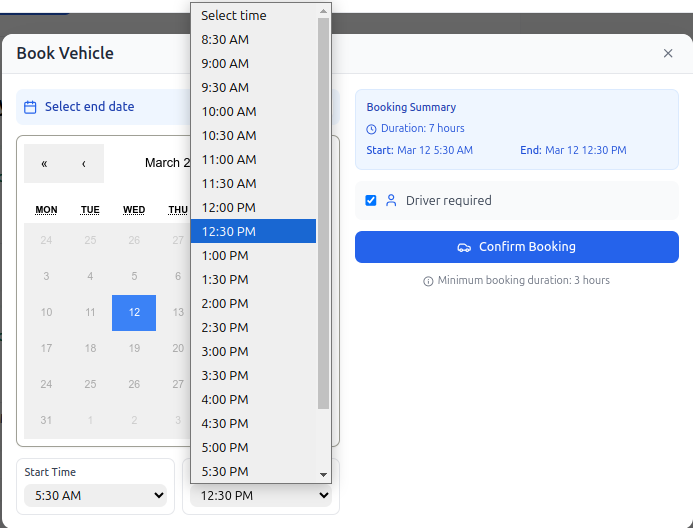 Book Vehicle
Select end date
« ‹ March 2
MON TUE WED THU
24 25 26 27
3 4 5 6
10 11 12 13
17 18 19 20
24 25 26 27
31 1 2 3
Start Time
5:30 AM
12:30 PM
Select time
8:30 AM
9:00 AM
9:30 AM
10:00 AM
10:30 AM
11:00 AM
11:30 AM
12:00 PM
12:30 PM
1:00 PM
1:30 PM
2:00 PM
2:30 PM
3:00 PM
3:30 PM
4:00 PM
4:30 PM
5:00 PM
5:30 PM
Booking Summary
Duration: 7 hours
Start: Mar 12 5:30 AM End: Mar 12 12:30 PM
Driver required
Confirm Booking
Minimum booking duration: 3 hours